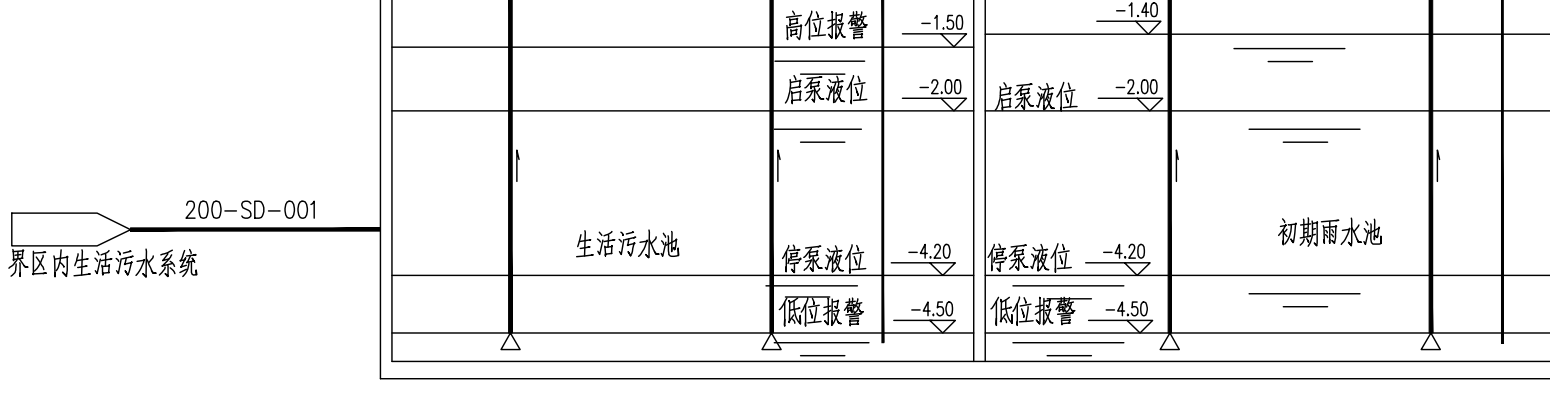 高位报警 -1.50
-1.40
启泵液位 -2.00
启泵液位 -2.00
200-SD-001
界区内生活污水系统
生活污水池
初期雨水池
停泵液位 -4.20
停泵液位 -4.20
低位报警 -4.50
低位报警 -4.50